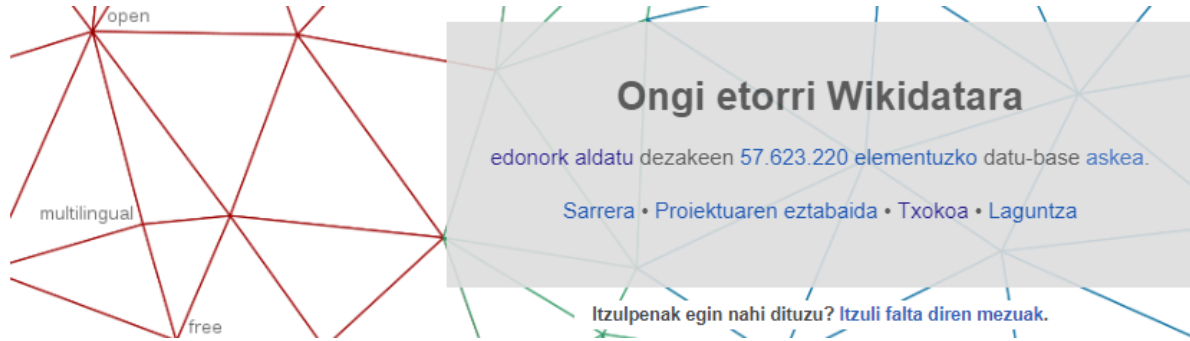 open
Ongi etorri Wikidatara
edonork aldatu dezakeen 57.623.220 elementuzko datu-base askea.
multilingual
Sarrera • Proiektuaren eztabaida • Txokoa • Laguntza
Itzulpenak egin nahi dituzu? Itzuli falta diren mezuak.
free